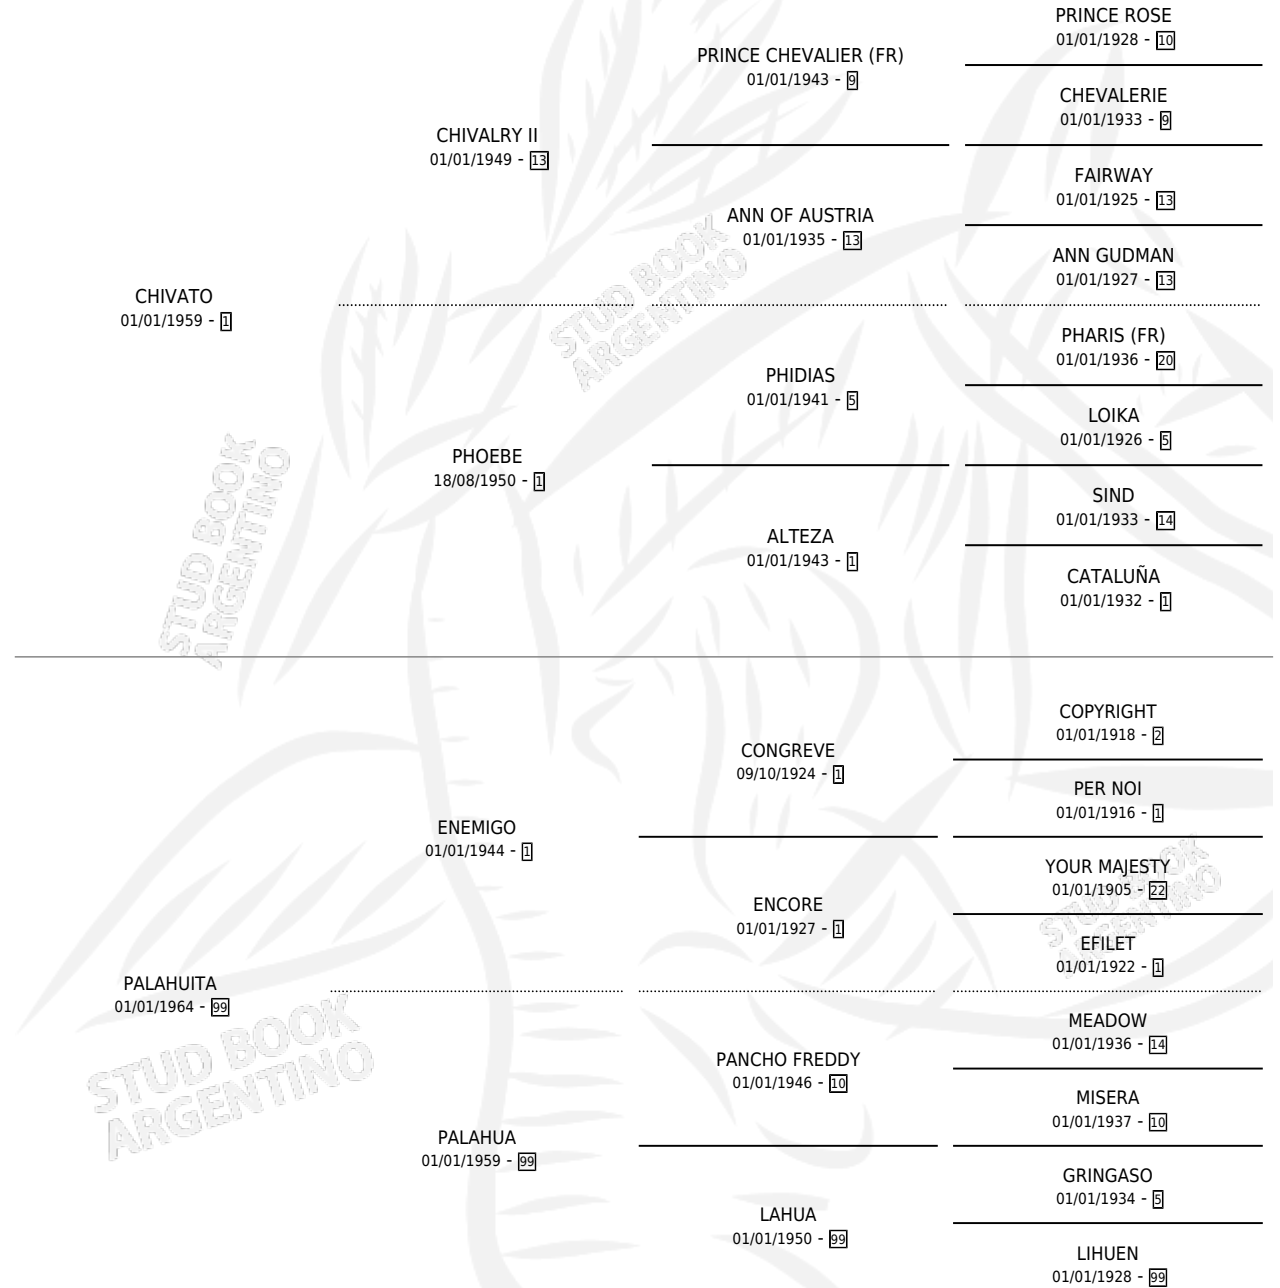 PRINCE ROSE
01/01/1928 - 10
PRINCE CHEVALIER (FR)
01/01/1943 - 9
CHEVALERIE
01/01/1933 - 9
CHIVALRY II
01/01/1949 - 13
FAIRWAY
01/01/1925 - 13
ANN OF AUSTRIA
01/01/1935 - 13
ANN GUDMAN
01/01/1927 - 13
CHIVATO
01/01/1959 - 1
STUD BOOK
ARGENTINO
PHARIS (FR)
01/01/1936 - 20
PHIDIAS
01/01/1941 - 5
LOIKA
01/01/1926 - 5
PHOEBE
18/08/1950 - 1
SIND
01/01/1933 - 14
ALTEZA
01/01/1943 - 1
CATALUÑA
01/01/1932 - 1
STUD BOOK
ARGENTINO
COPYRIGHT
01/01/1918 - 2
CONGREVE
09/10/1924 - 1
PER NOI
01/01/1916 - 1
ENEMIGO
01/01/1944 - 1
YOUR MAJESTY
01/01/1905 - 22
ENCORE
01/01/1927 - 1
STUD BOOK
ARGENTINO
EFILET
01/01/1922 - 1
PALAHUITA
01/01/1964 - 99
MEADOW
01/01/1936 - 14
PANCHO FREDDY
01/01/1946 - 10
STUD BOOK
ARGENTINO
MISERA
01/01/1937 - 10
PALAHUA
01/01/1959 - 99
GRINGASO
01/01/1934 - 5
LAHUA
01/01/1950 - 99
LIHUEN
01/01/1928 - 99